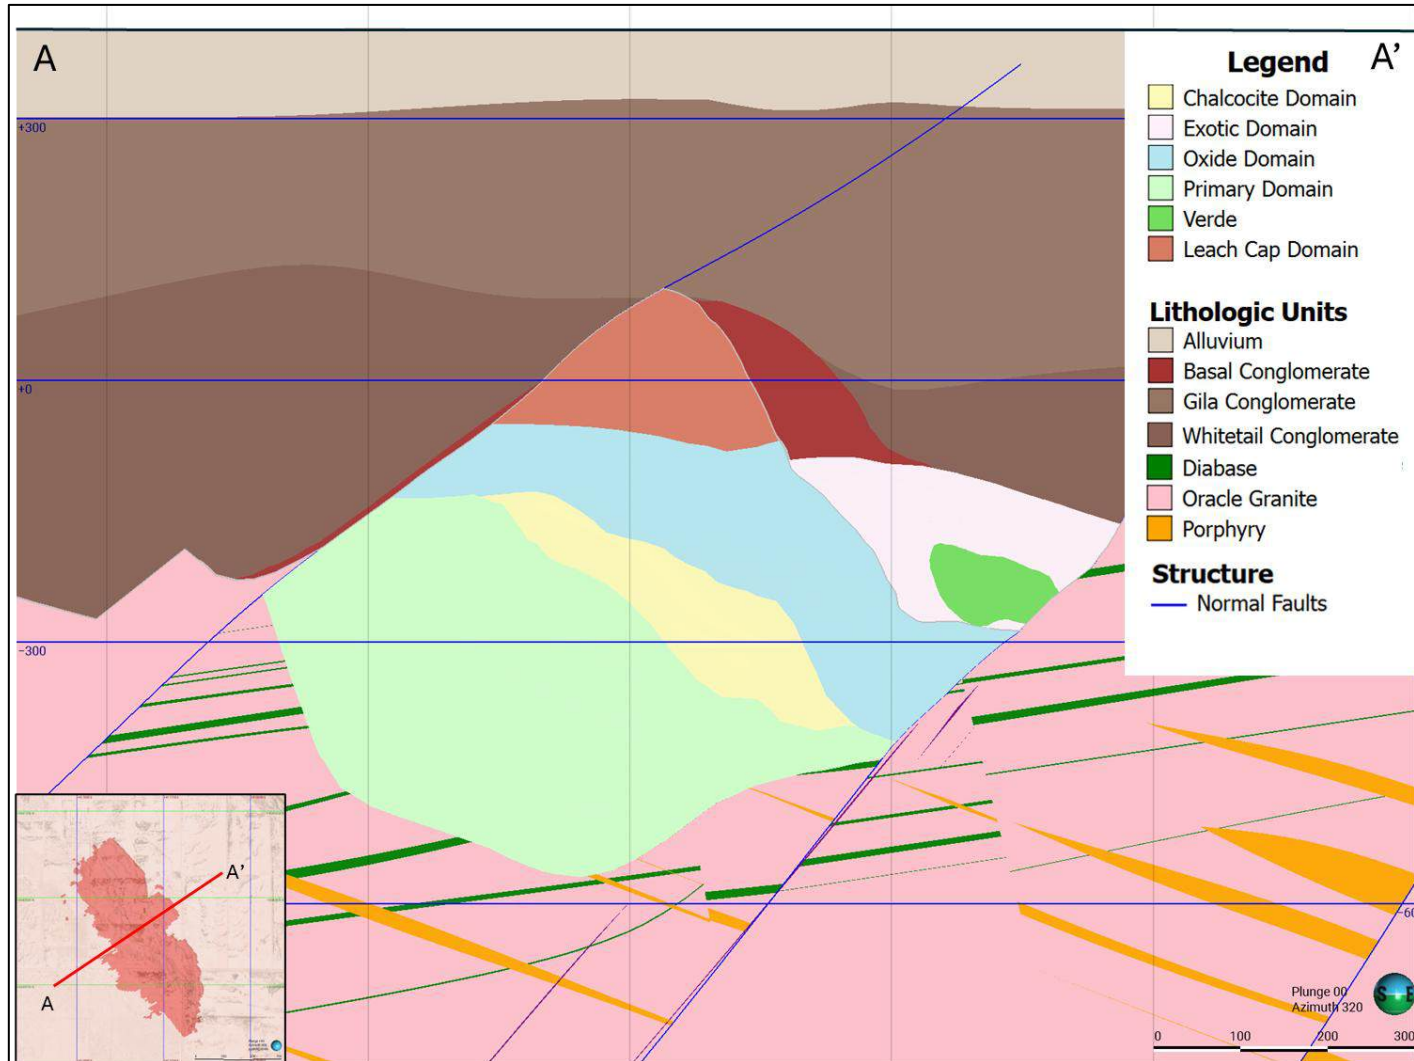 A
A’
Legend
Chalcocite Domain
Exotic Domain
Oxide Domain
Primary Domain
Verde
Leach Cap Domain
Lithologic Units
Alluvium
Basal Conglomerate
Gila Conglomerate
Whitetail Conglomerate
Diabase
Oracle Granite
Porphyry
Structure
Normal Faults
+300
+0
-300
-60
A’
A
Plunge 00
Azimuth 320
S E
0 100 200 300